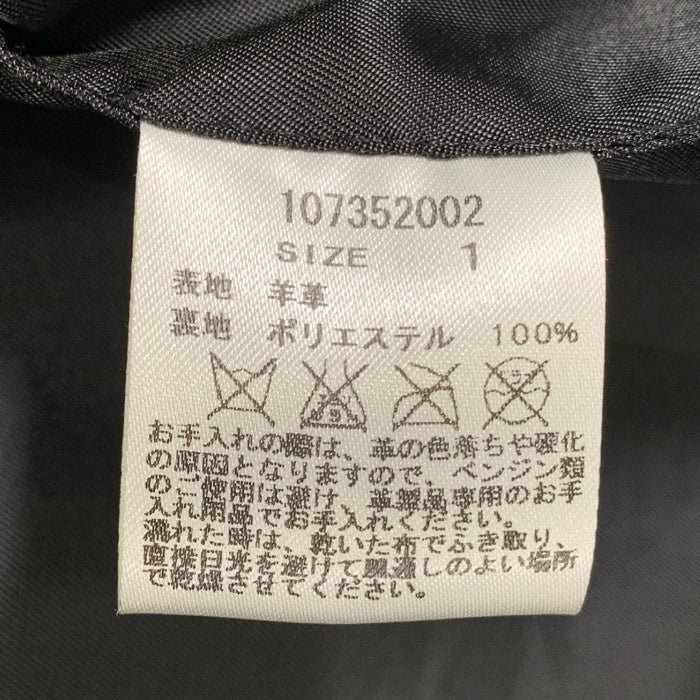 107352002
SIZE 1
表地 羊革
裏地 ポリエステル 100%
お手入れの際は、革の色落ちや硬化
の原因となりますので、ベンジン類
のご使用は避け、革製品専用のお手
入れ用品でお手入れください。
濡れた時は、乾いた布でふき取り、
直接日光を避けて風通しのよい場所
で乾燥させてください。